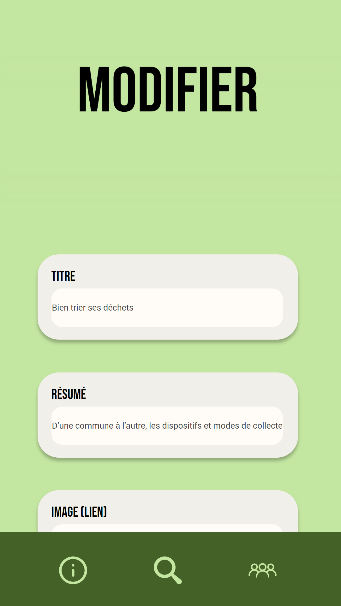 MODIFIER
TITRE
Bien trier ses déchets
RÉSUMÉ
D'une commune à l'autre, les dispositifs et modes de collecte
IMAGE (LIEN)